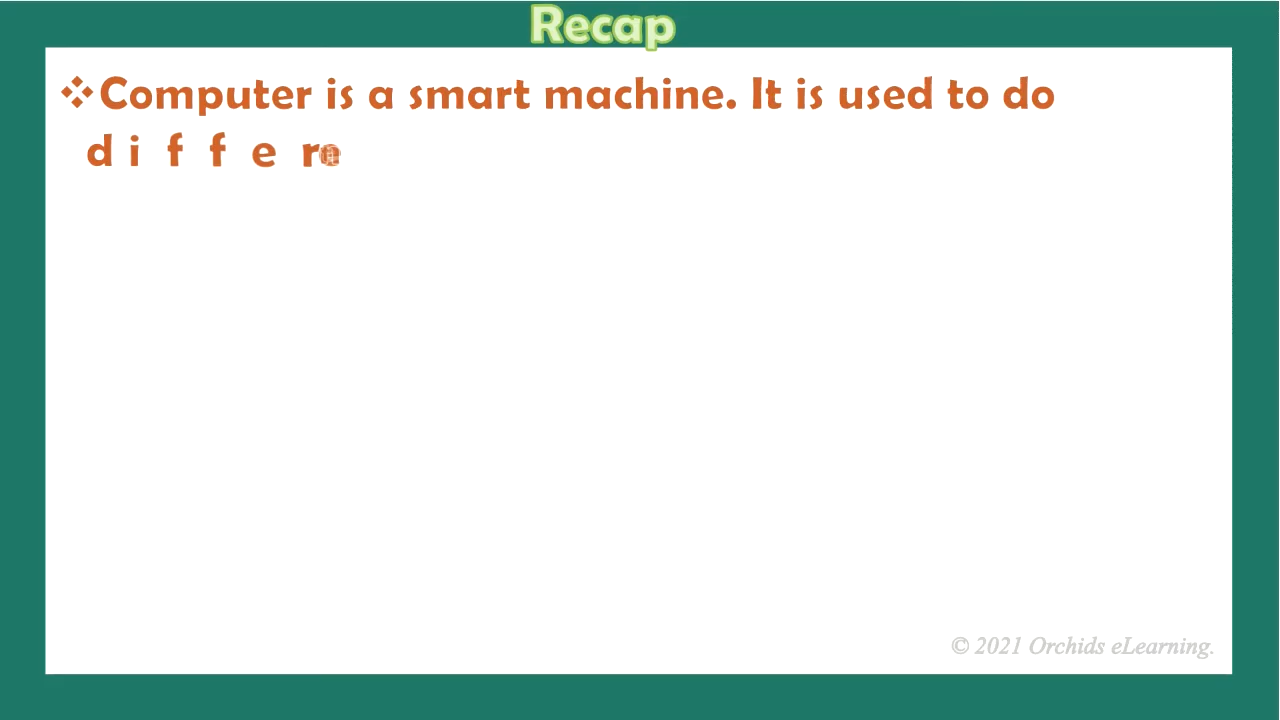 Recap
❖Computer is a smart machine. It is used to do
d i f f e r
© 2021 Orchids eLearning.